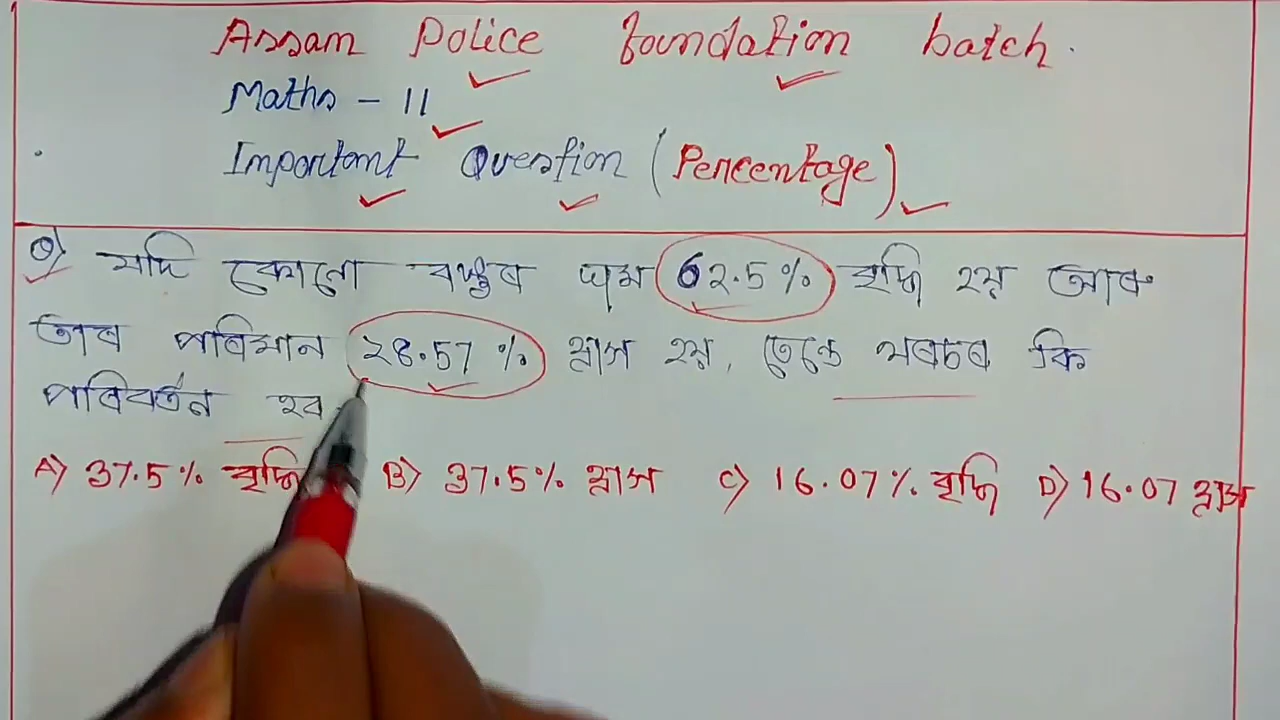 Assam Police foundation batch.
Maths - 11
Important Question (Percentage)
Q) যদি কোনো বস্তুৰ দাম 62.5% বৃদ্ধি হয় আৰু
তাৰ পৰিমান 28.57 % হ্ৰাস হয়, তেন্তে খৰচৰ কি
পৰিবৰ্তন হব
A) 37.5% বৃদ্ধি B) 37.5% হ্ৰাস C) 16.07% বৃদ্ধি D) 16.07 হ্ৰাস